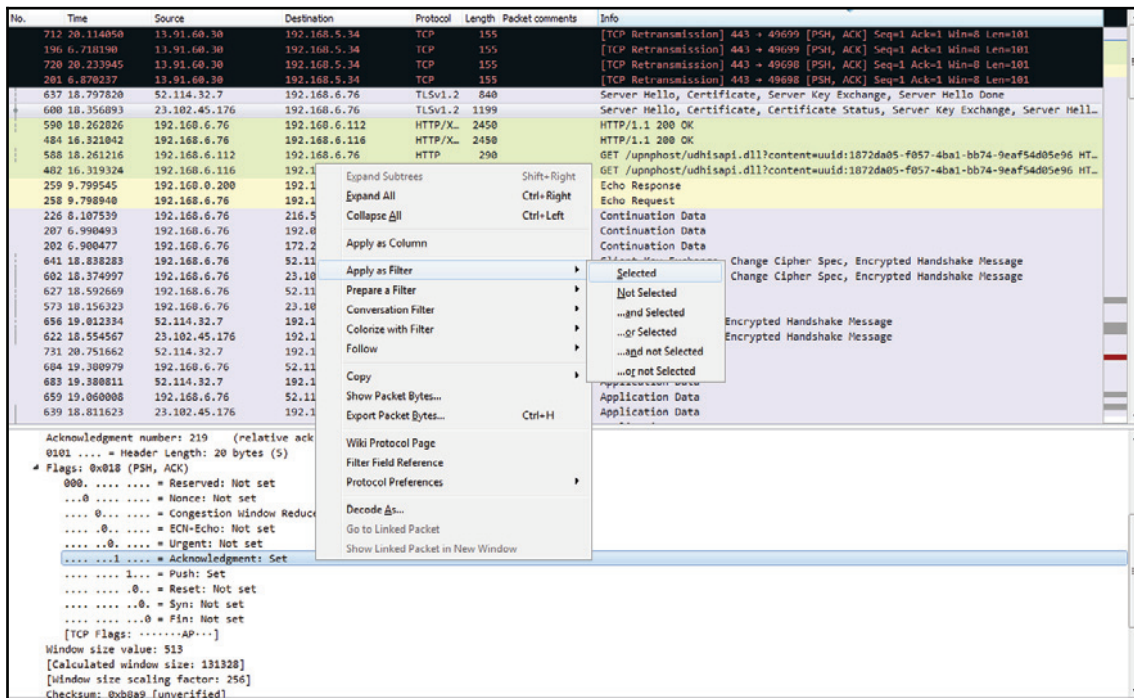 No. Time Source Destination Protocol Length Packet comments Info
712 20.114050 13.91.60.30 192.168.5.34 TCP 155 [TCP Retransmission] 443 → 49699 [PSH, ACK] Seq=1 Ack=1 Win=8 Len=101
196 6.718190 13.91.60.30 192.168.5.34 TCP 155 [TCP Retransmission] 443 → 49699 [PSH, ACK] Seq=1 Ack=1 Win=8 Len=101
720 20.233945 13.91.60.30 192.168.5.34 TCP 155 [TCP Retransmission] 443 → 49698 [PSH, ACK] Seq=1 Ack=1 Win=8 Len=101
201 6.870237 13.91.60.30 192.168.5.34 TCP 155 [TCP Retransmission] 443 → 49698 [PSH, ACK] Seq=1 Ack=1 Win=8 Len=101
637 18.797820 52.114.32.7 192.168.6.76 TLSv1.2 840 Server Hello, Certificate, Server Key Exchange, Server Hello Done
600 18.356893 23.102.45.176 192.168.6.76 TLSv1.2 1199 Server Hello, Certificate, Certificate Status, Server Key Exchange, Server Hell…
590 18.262826 192.168.6.76 192.168.6.112 HTTP/X… 2450 HTTP/1.1 200 OK
484 16.321042 192.168.6.76 192.168.6.116 HTTP/X… 2450 HTTP/1.1 200 OK
588 18.261216 192.168.6.112 192.168.6.76 HTTP 290 GET /upnphost/udhisapi.dll?content=uuid:1872da05-f057-4ba1-bb74-9eaf54d05e96 HT…
482 16.319324 192.168.6.116 192.1 GET /upnphost/udhisapi.dll?content=uuid:1872da05-f057-4ba1-bb74-9eaf54d05e96 HT…
259 9.799545 192.168.0.200 192.1 Echo Response
258 9.798940 192.168.6.76 192.1 Echo Request
226 8.107539 192.168.6.76 216.5 Continuation Data
207 6.990493 192.168.6.76 192.0 Continuation Data
202 6.900477 192.168.6.76 172.2 Continuation Data
641 18.838283 192.168.6.76 52.11 Change Cipher Spec, Encrypted Handshake Message
602 18.374997 192.168.6.76 23.10 Change Cipher Spec, Encrypted Handshake Message
627 18.592669 192.168.6.76 52.11
573 18.156323 192.168.6.76 23.10
656 19.012334 52.114.32.7 192.1 Encrypted Handshake Message
622 18.554567 23.102.45.176 192.1 Encrypted Handshake Message
731 20.751662 52.114.32.7 192.1
684 19.380979 192.168.6.76 52.11
683 19.380811 52.114.32.7 192.1 Application Data
659 19.060008 192.168.6.76 52.11 Application Data
639 18.811623 23.102.45.176 192.1 Application Data
Expand Subtrees Shift+Right
Expand All Ctrl+Right
Collapse All Ctrl+Left
Apply as Column
Apply as Filter
Prepare a Filter
Conversation Filter
Colorize with Filter
Follow
Copy
Show Packet Bytes...
Export Packet Bytes... Ctrl+H
Wiki Protocol Page
Filter Field Reference
Protocol Preferences
Decode As...
Go to Linked Packet
Show Linked Packet in New Window
Selected
Not Selected
...and Selected
...or Selected
...and not Selected
...or not Selected
Acknowledgment number: 219 (relative ack
0101 .... = Header Length: 20 bytes (5)
Flags: 0x018 (PSH, ACK)
000. .... .... = Reserved: Not set
...0 .... .... = Nonce: Not set
.... 0... .... = Congestion Window Reduce
.... .0.. .... = ECN-Echo: Not set
.... ..0. .... = Urgent: Not set
.... ...1 .... = Acknowledgment: Set
.... .... 1... = Push: Set
.... .... .0.. = Reset: Not set
.... .... ..0. = Syn: Not set
.... .... ...0 = Fin: Not set
[TCP Flags: ·······AP···]
Window size value: 513
[Calculated window size: 131328]
[Window size scaling factor: 256]
Checksum: 0xb8a9 [unverified]